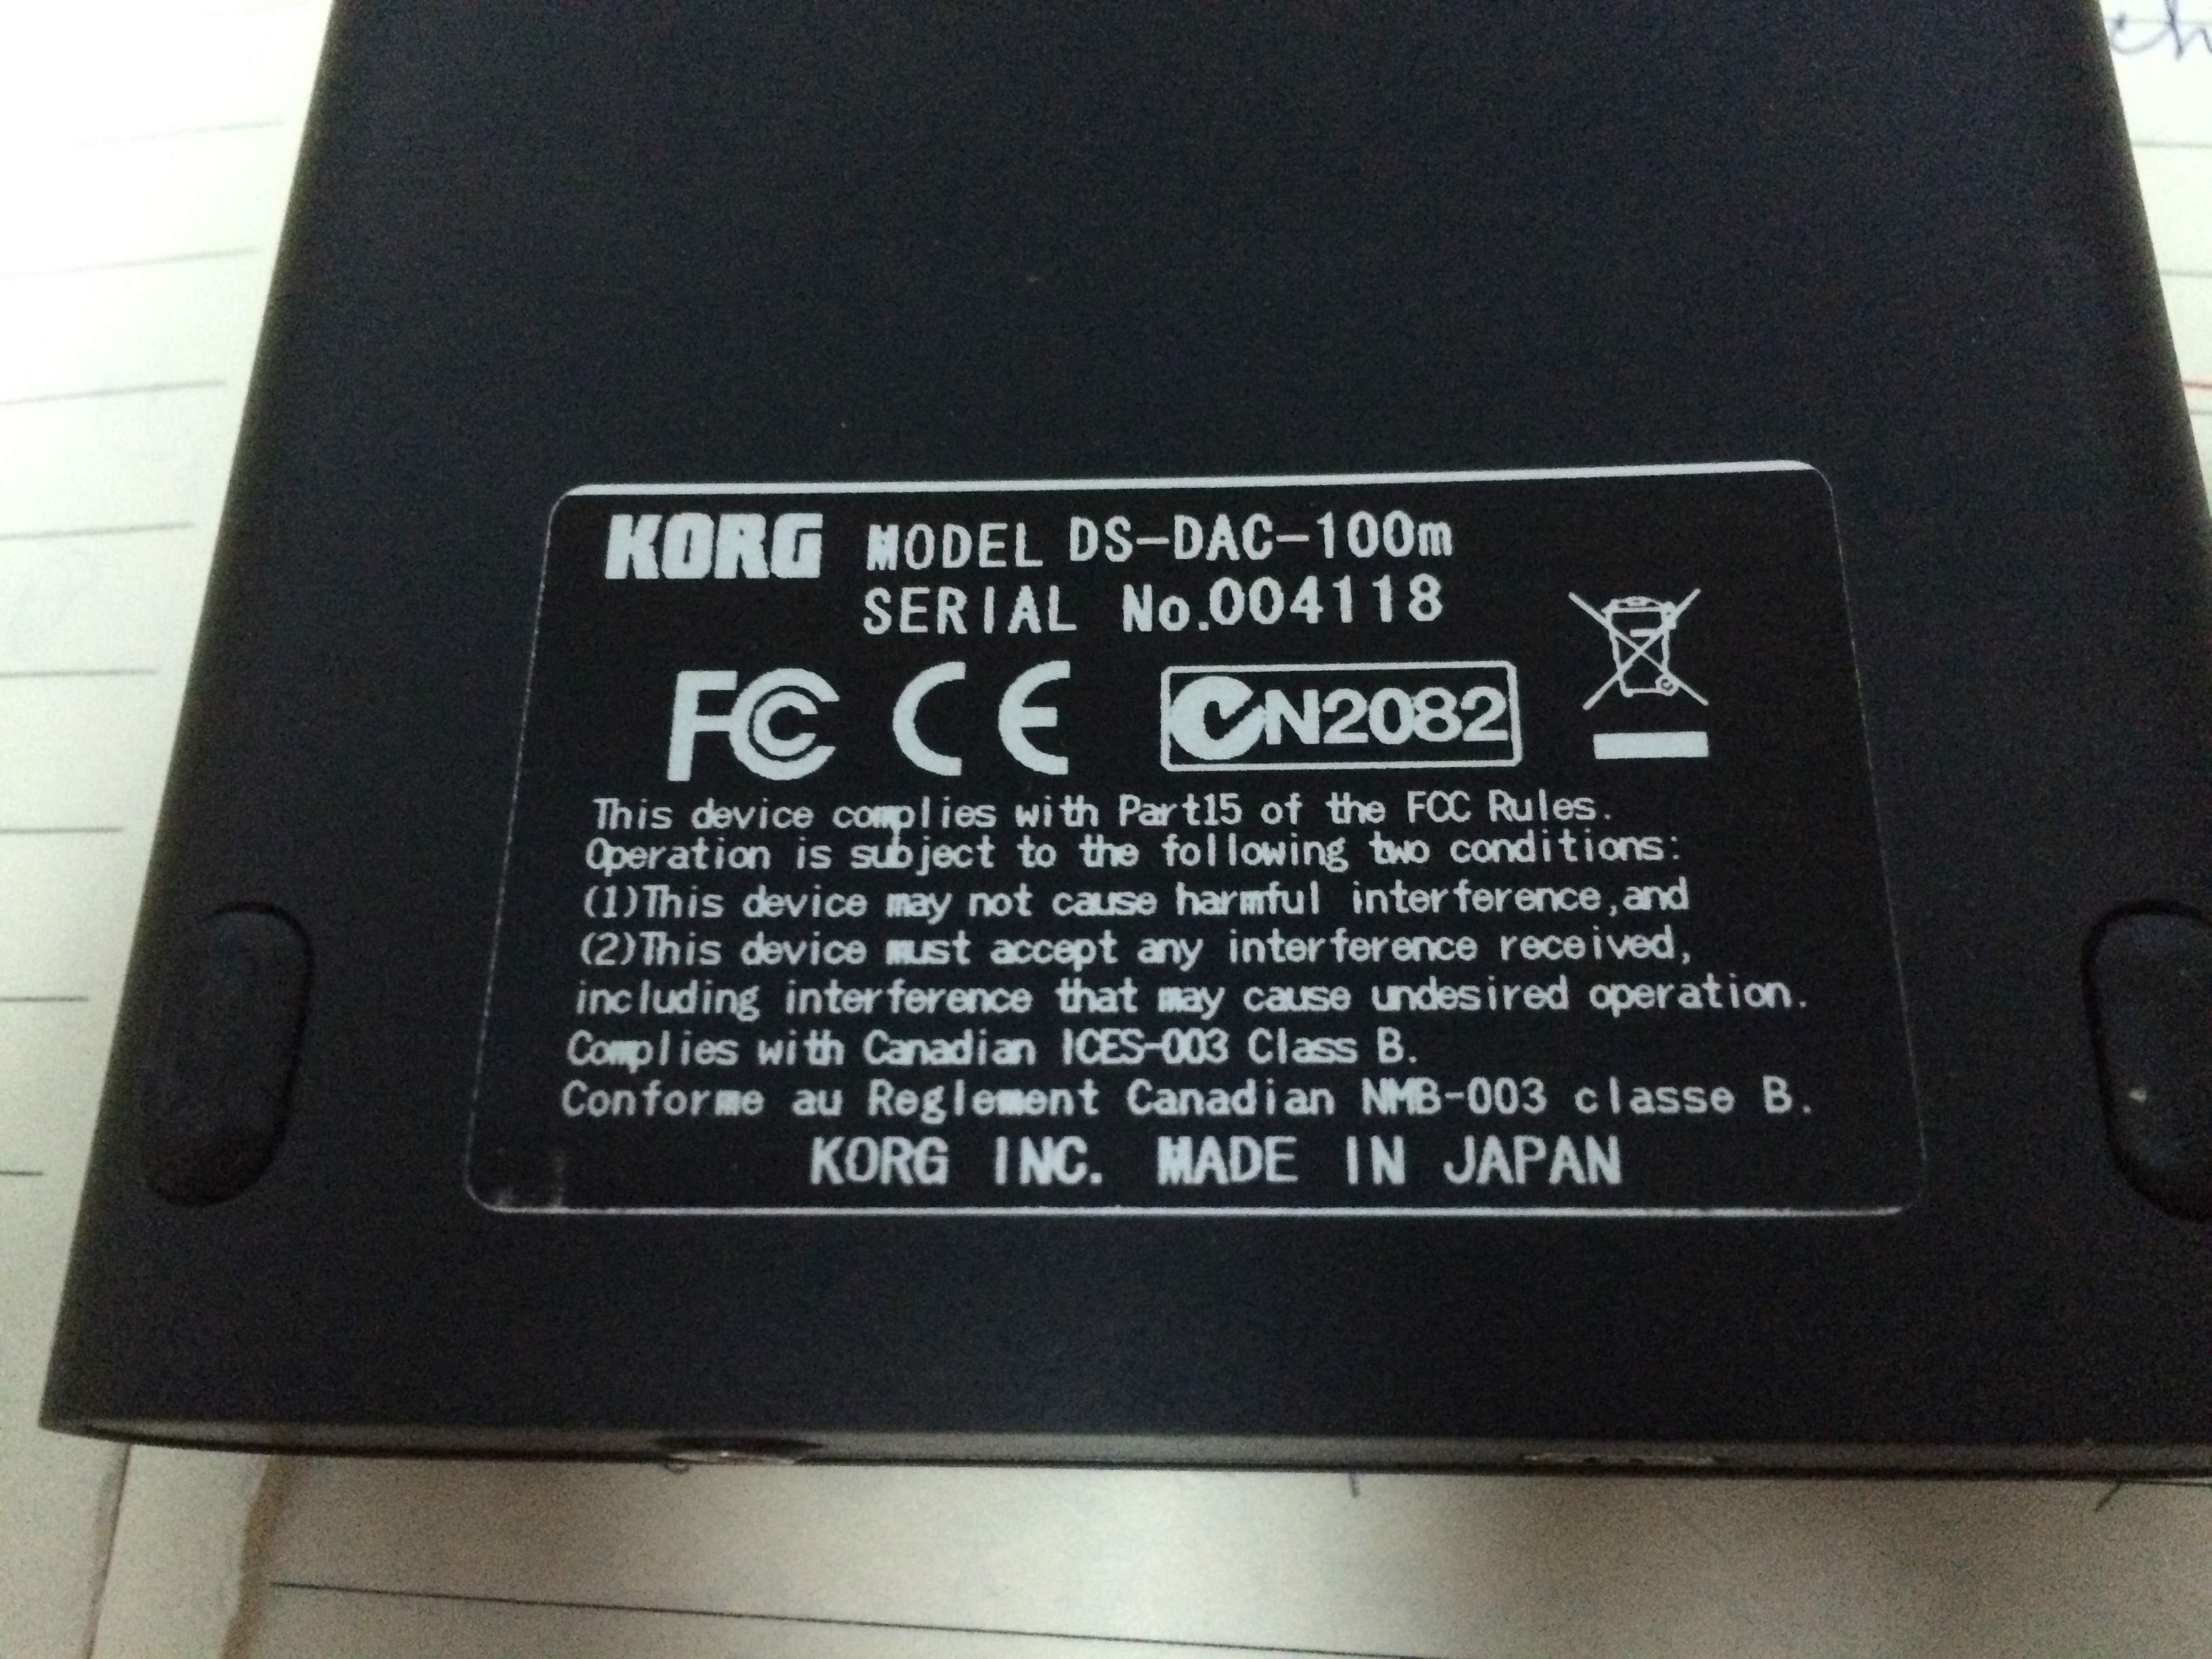 KORG MODEL DS-DAC-100m
SERIAL No.004118
FC CE N2082
This device complies with Part15 of the FCC Rules.
Operation is subject to the following two conditions:
(1)This device may not cause harmful interference,and
(2)This device must accept any interference received,
including interference that may cause undesired operation.
Complies with Canadian ICES-003 Class B.
Conforme au Reglement Canadian NMB-003 classe B.
KORG INC. MADE IN JAPAN